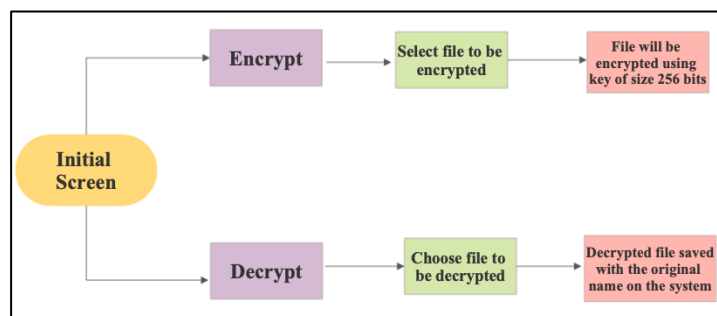 Encrypt
Select file to be
encrypted
File will be
encrypted using
key of size 256 bits
Initial
Screen
Decrypt
Choose file to
be decrypted
Decrypted file saved
with the original
name on the system